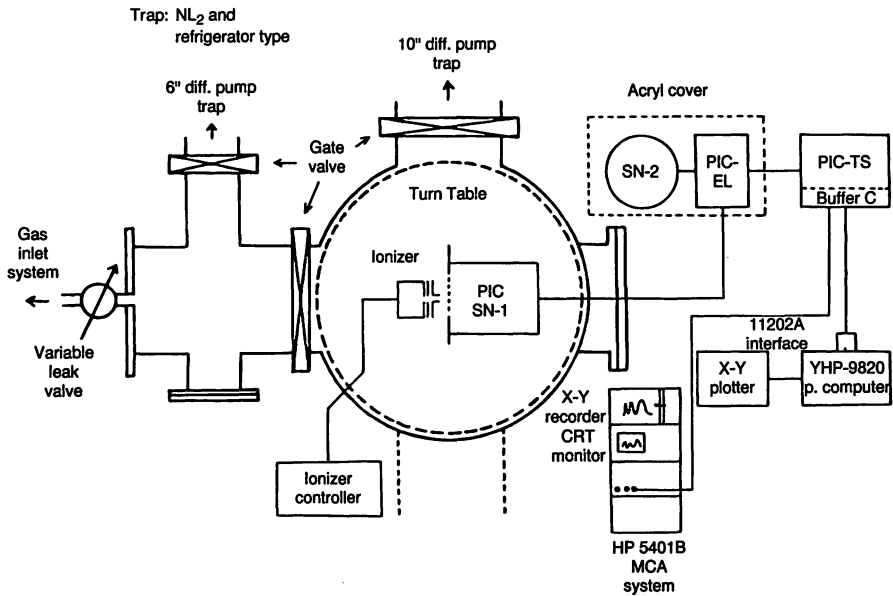 Trap: NL2 and
refrigerator type
6" diff. pump
trap
10" diff. pump
trap
Gate
valve
Acryl cover
SN-2
PIC-
EL
PIC-TS
Buffer C
Turn Table
Gas
inlet
system
Ionizer
PIC
SN-1
Variable
leak
valve
11202A
interface
X-Y
plotter
YHP-9820
p. computer
X-Y
recorder
CRT
monitor
Ionizer
controller
HP 5401B
MCA
system